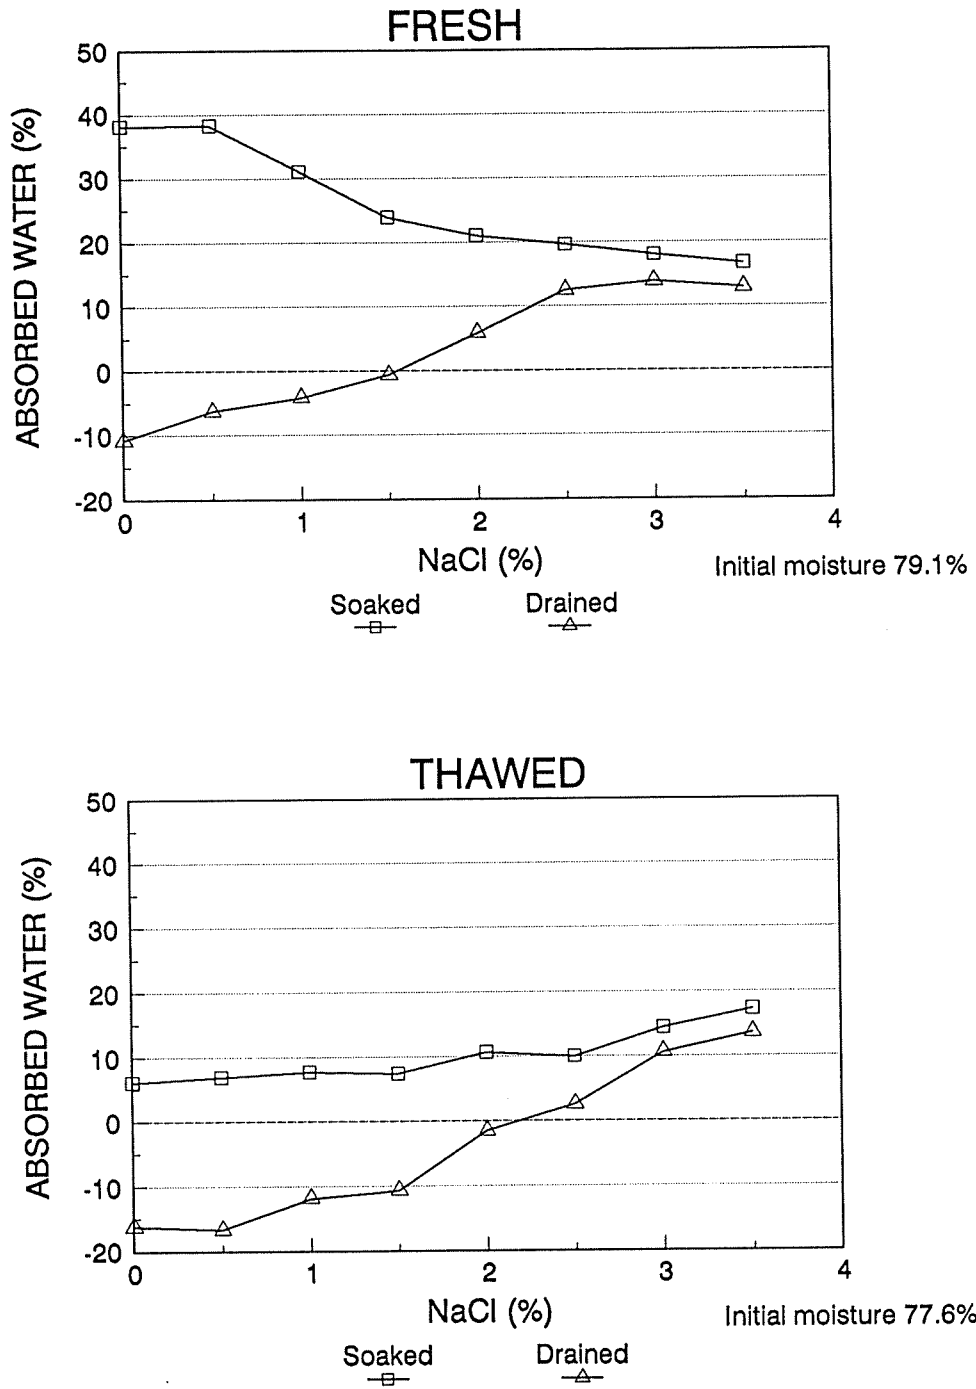 FRESH
50
40
30
20
10
0
-10
-20
ABSORBED WATER (%)
0 1 2 3 4
NaCl (%)
Initial moisture 79.1%
Soaked Drained
THAWED
50
40
30
20
10
0
-10
-20
ABSORBED WATER (%)
0 1 2 3 4
NaCl (%)
Initial moisture 77.6%
Soaked Drained